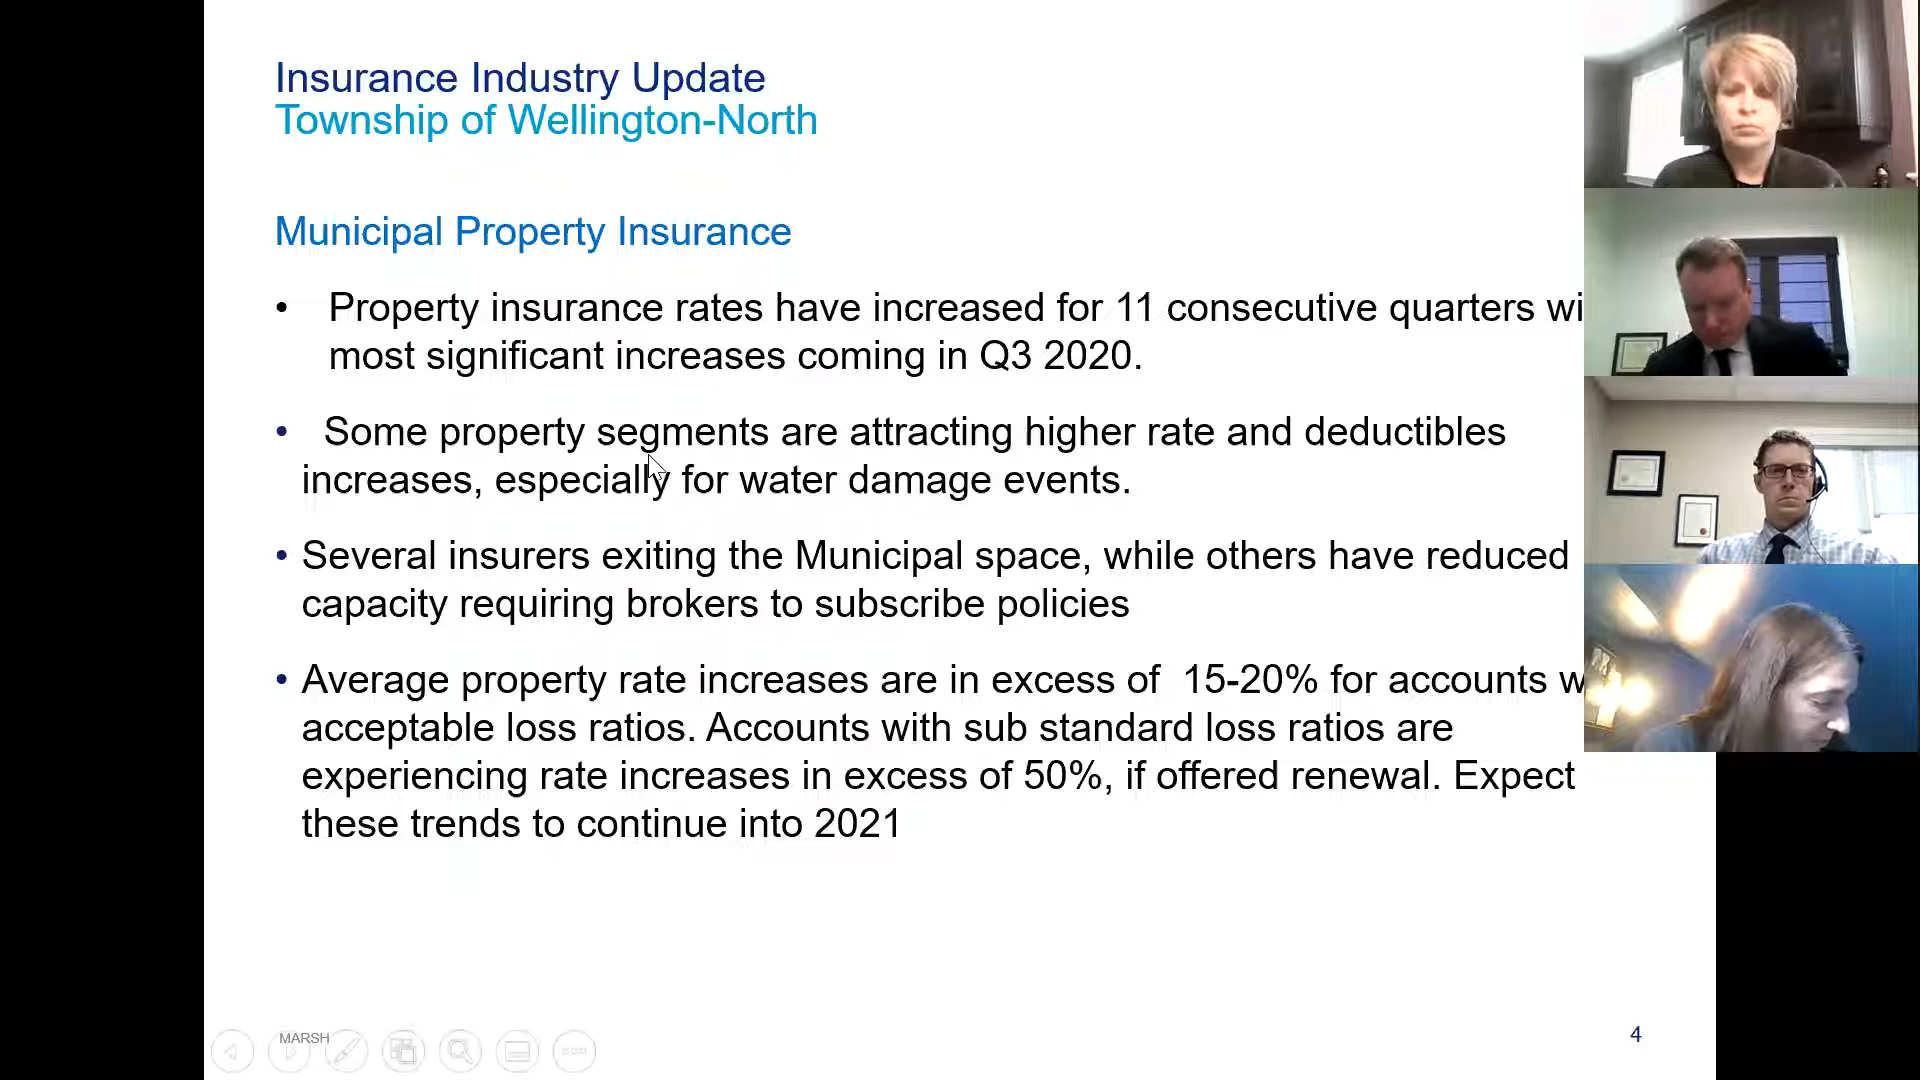 Insurance Industry Update
Township of Wellington-North
Municipal Property Insurance
• Property insurance rates have increased for 11 consecutive quarters wi
most significant increases coming in Q3 2020.
• Some property segments are attracting higher rate and deductibles
increases, especially for water damage events.
• Several insurers exiting the Municipal space, while others have reduced
capacity requiring brokers to subscribe policies
• Average property rate increases are in excess of 15-20% for accounts w
acceptable loss ratios. Accounts with sub standard loss ratios are
experiencing rate increases in excess of 50%, if offered renewal. Expect
these trends to continue into 2021
MARSH
4